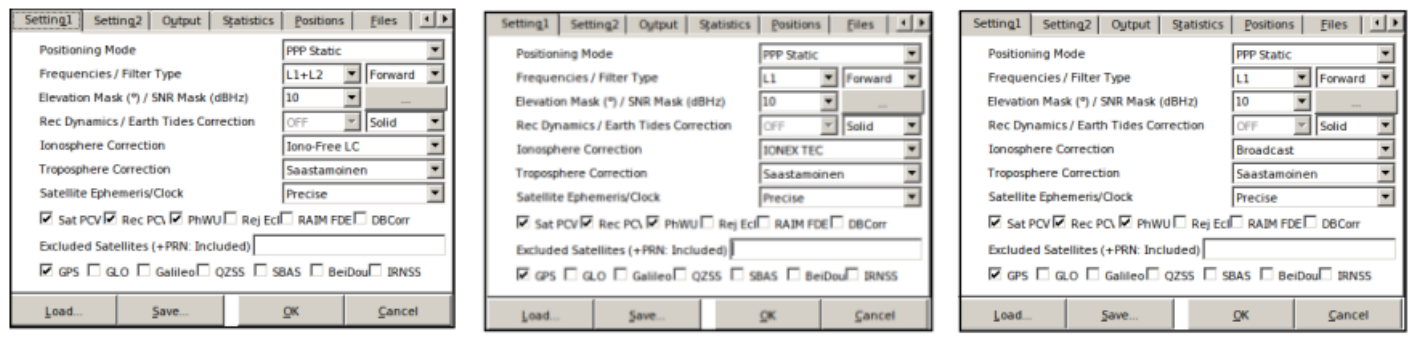 Setting1 Setting2 Output Statistics Positions Files
Positioning Mode PPP Static
Frequencies / Filter Type L1+L2 Forward
Elevation Mask (°) / SNR Mask (dBHz) 10 ...
Rec Dynamics / Earth Tides Correction OFF Solid
Ionosphere Correction Iono-Free LC
Troposphere Correction Saastamoinen
Satellite Ephemeris/Clock Precise
Sat PCV Rec PCV PhWU Rej Ecl RAIM FDE DBCorr
Excluded Satellites (+PRN: Included)
GPS GLO Galileo QZSS SBAS BeiDou IRNSS
Load... Save... OK Cancel
Setting1 Setting2 Output Statistics Positions Files
Positioning Mode PPP Static
Frequencies / Filter Type L1 Forward
Elevation Mask (°) / SNR Mask (dBHz) 10 ...
Rec Dynamics / Earth Tides Correction OFF Solid
Ionosphere Correction IONEX TEC
Troposphere Correction Saastamoinen
Satellite Ephemeris/Clock Precise
Sat PCV Rec PCV PhWU Rej Ecl RAIM FDE DBCorr
Excluded Satellites (+PRN: Included)
GPS GLO Galileo QZSS SBAS BeiDou IRNSS
Load... Save... OK Cancel
Setting1 Setting2 Output Statistics Positions Files
Positioning Mode PPP Static
Frequencies / Filter Type L1 Forward
Elevation Mask (°) / SNR Mask (dBHz) 10 ...
Rec Dynamics / Earth Tides Correction OFF Solid
Ionosphere Correction Broadcast
Troposphere Correction Saastamoinen
Satellite Ephemeris/Clock Precise
Sat PCV Rec PCV PhWU Rej Ecl RAIM FDE DBCorr
Excluded Satellites (+PRN: Included)
GPS GLO Galileo QZSS SBAS BeiDou IRNSS
Load... Save... OK Cancel